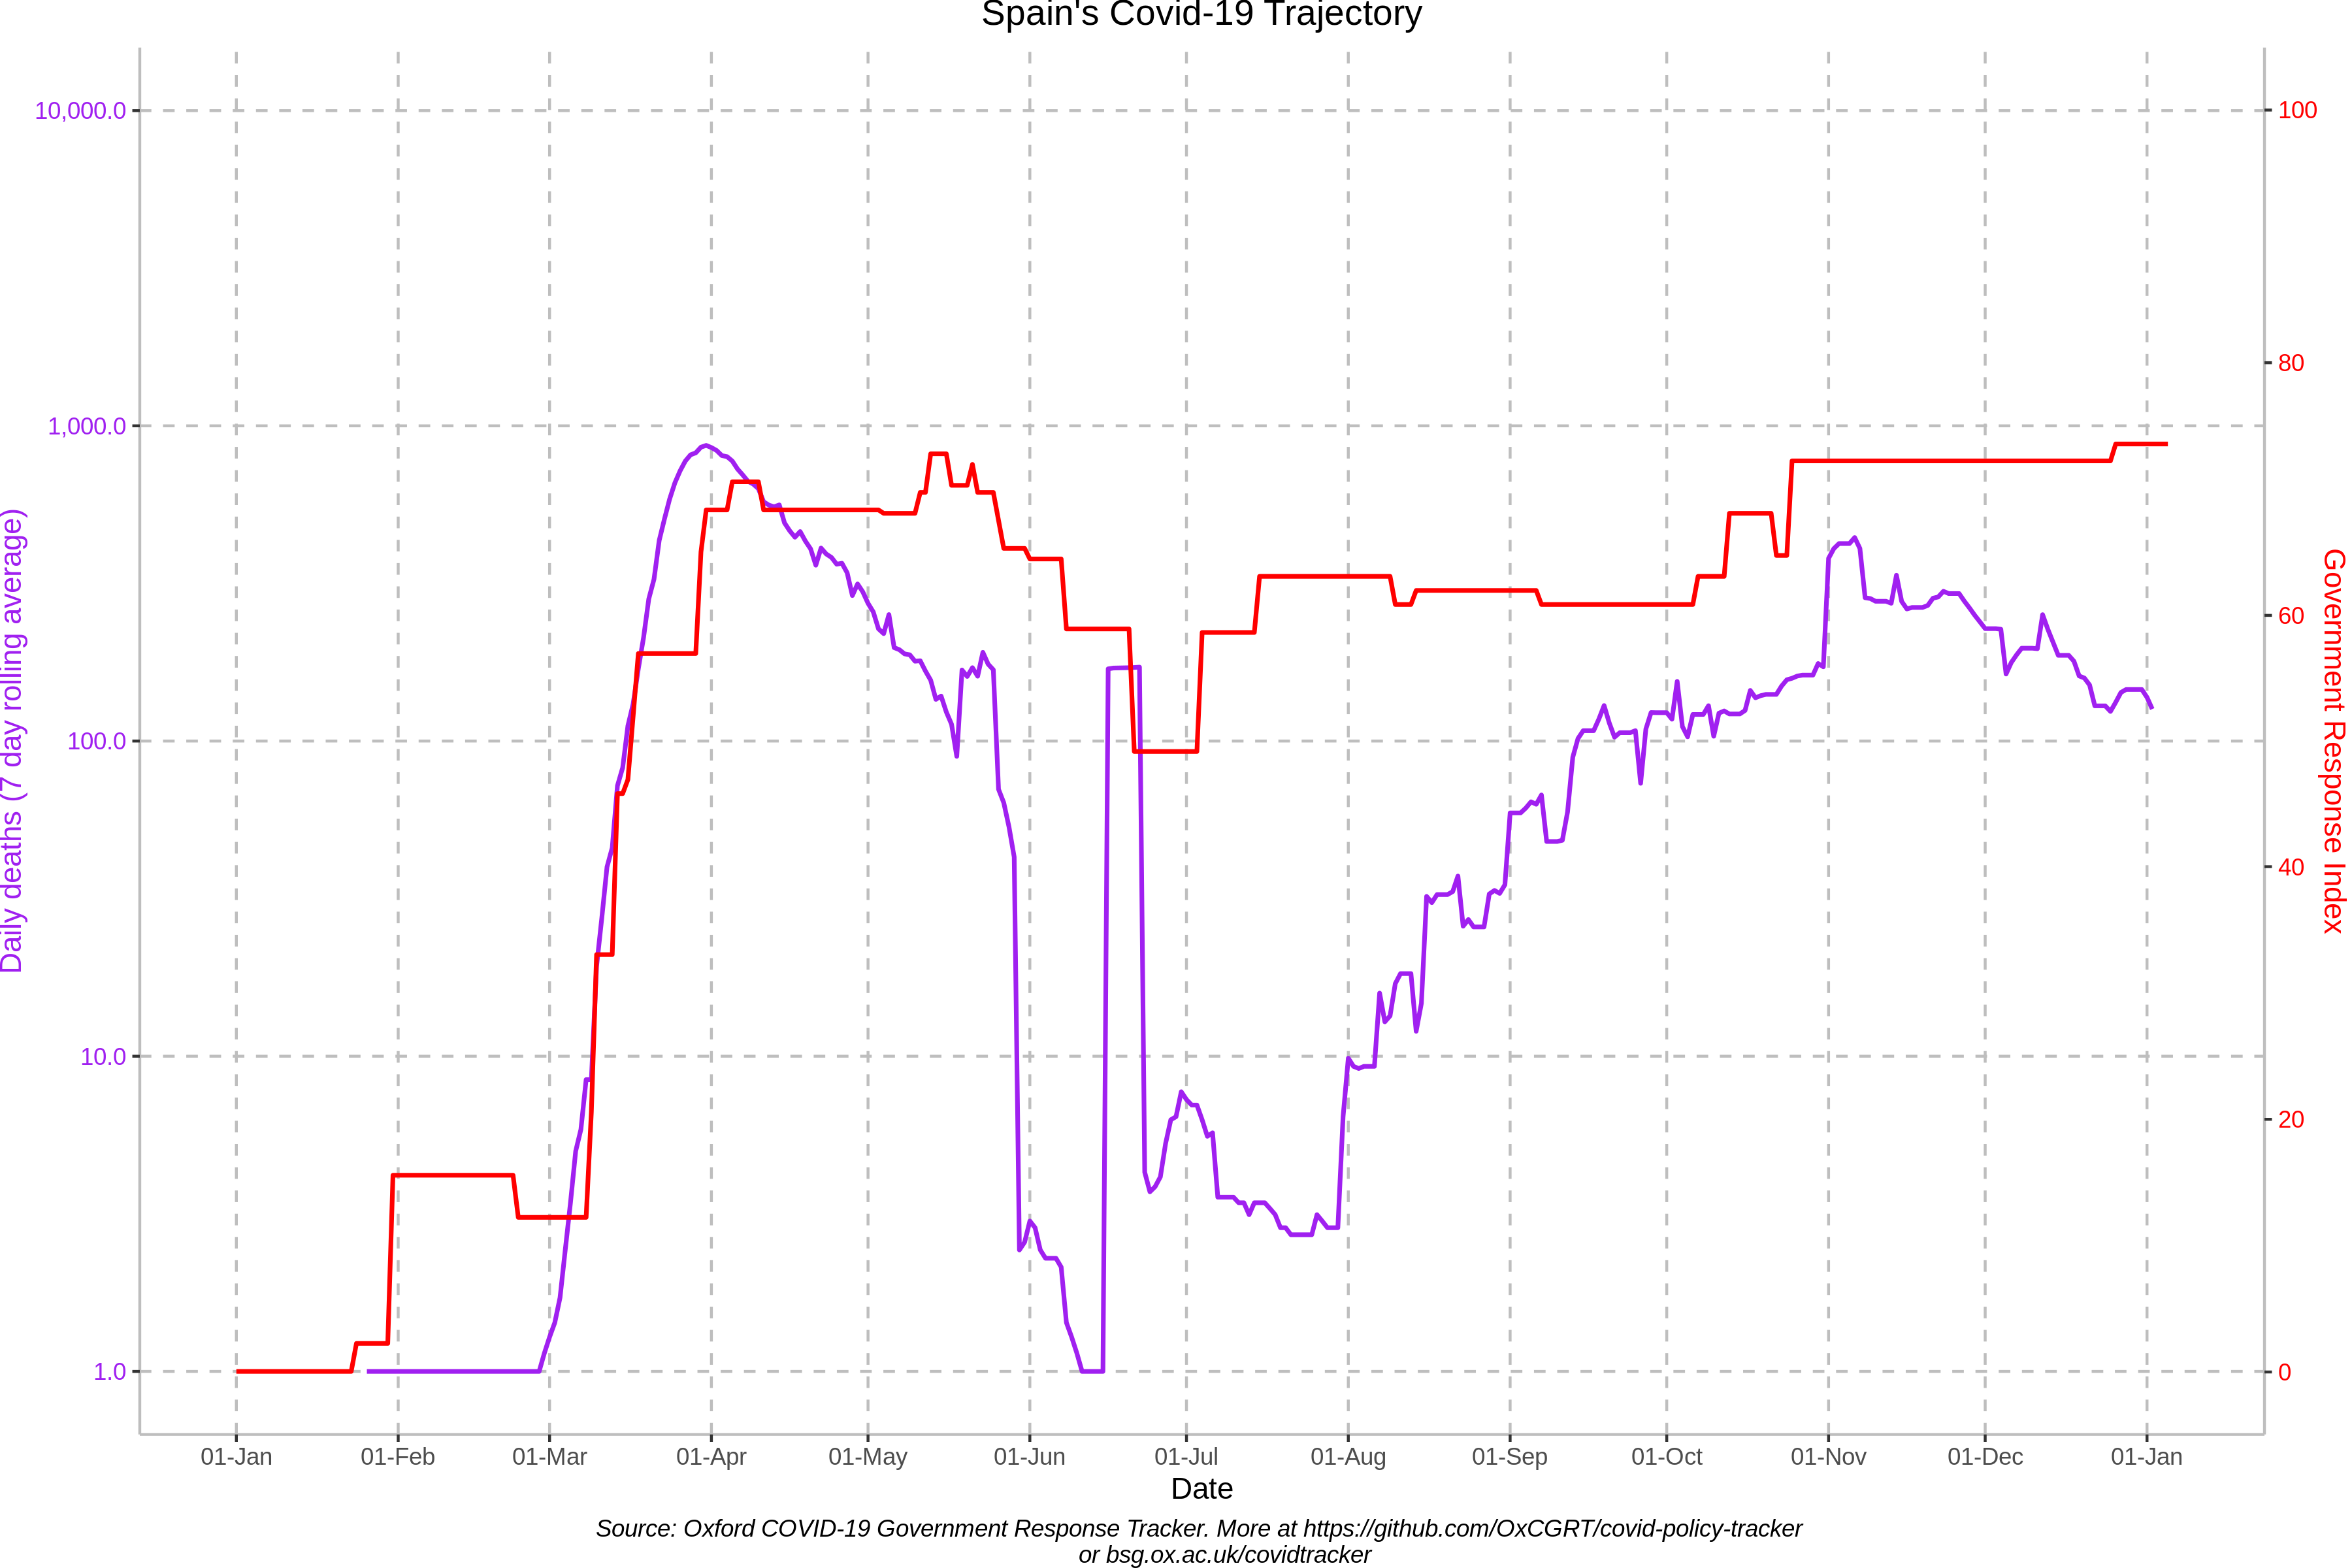 Spain's Covid-19 Trajectory
10,000.0
1,000.0
100.0
10.0
1.0
Daily deaths (7 day rolling average)
100
80
60
40
20
0
Government Response Index
01-Jan 01-Feb 01-Mar 01-Apr 01-May 01-Jun 01-Jul 01-Aug 01-Sep 01-Oct 01-Nov 01-Dec 01-Jan
Date
Source: Oxford COVID-19 Government Response Tracker. More at https://github.com/OxCGRT/covid-policy-tracker
or bsg.ox.ac.uk/covidtracker